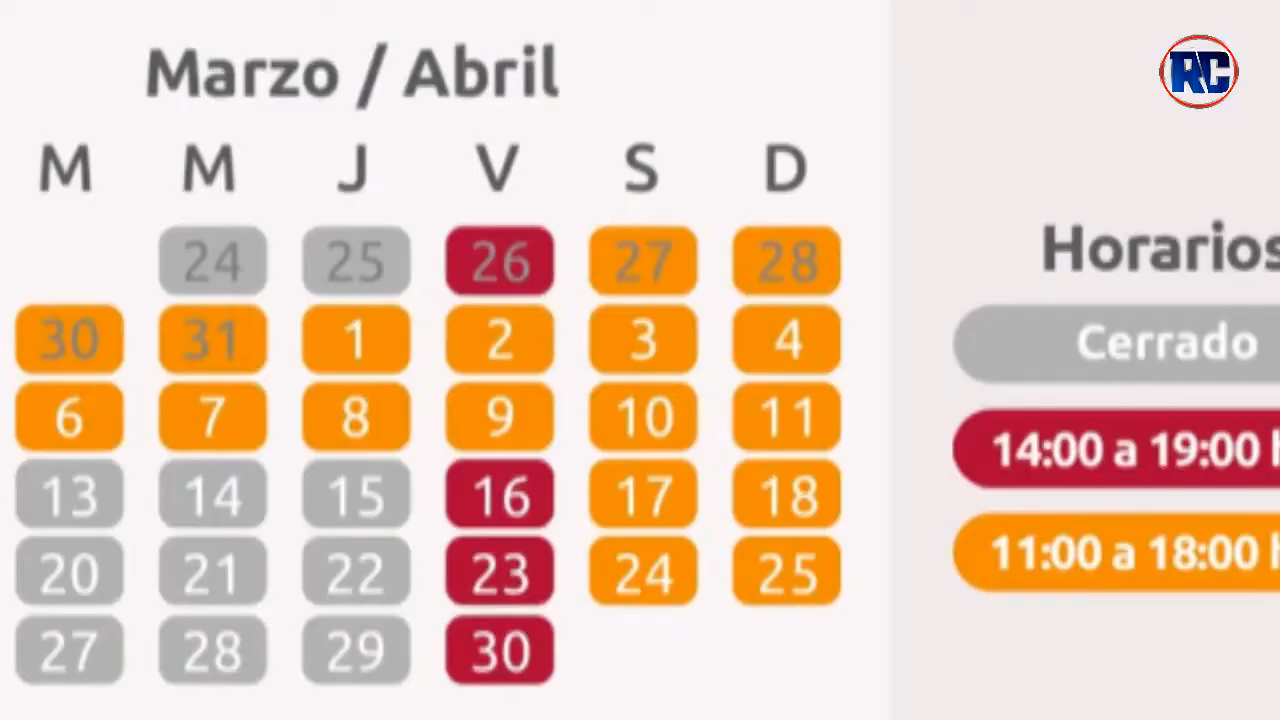 Marzo / Abril
RC
M M J V S D
24 25 26 27 28
30 31 1 2 3 4
6 7 8 9 10 11
13 14 15 16 17 18
20 21 22 23 24 25
27 28 29 30
Horarios
Cerrado
14:00 a 19:00 h
11:00 a 18:00 h